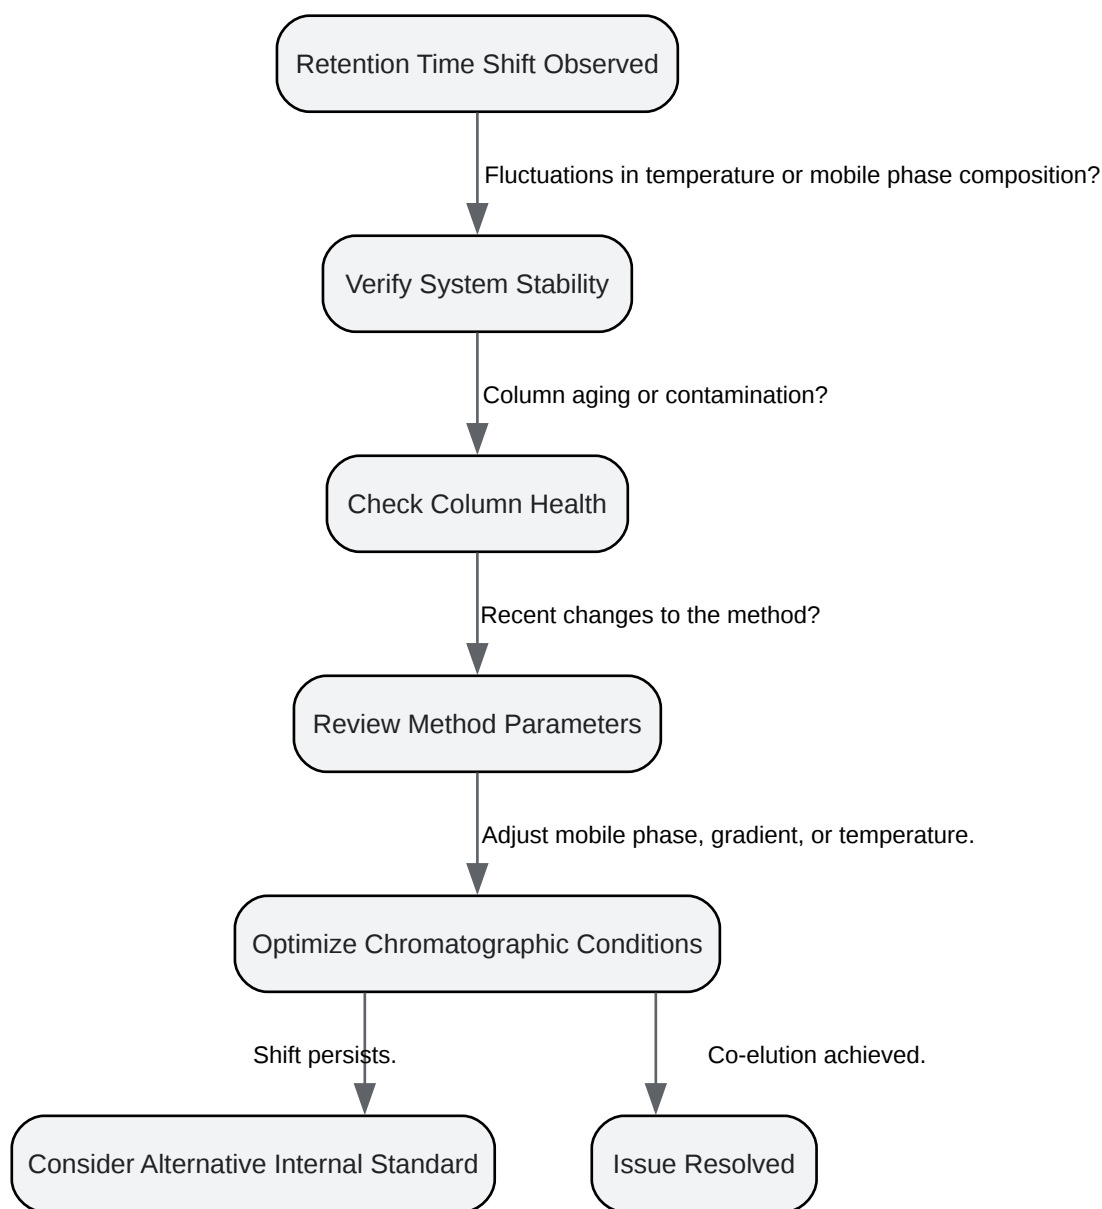 Retention Time Shift Observed
Fluctuations in temperature or mobile phase composition?
Verify System Stability
Column aging or contamination?
Check Column Health
Recent changes to the method?
Review Method Parameters
Adjust mobile phase, gradient, or temperature.
Optimize Chromatographic Conditions
Shift persists.
Co-elution achieved.
Consider Alternative Internal Standard
Issue Resolved